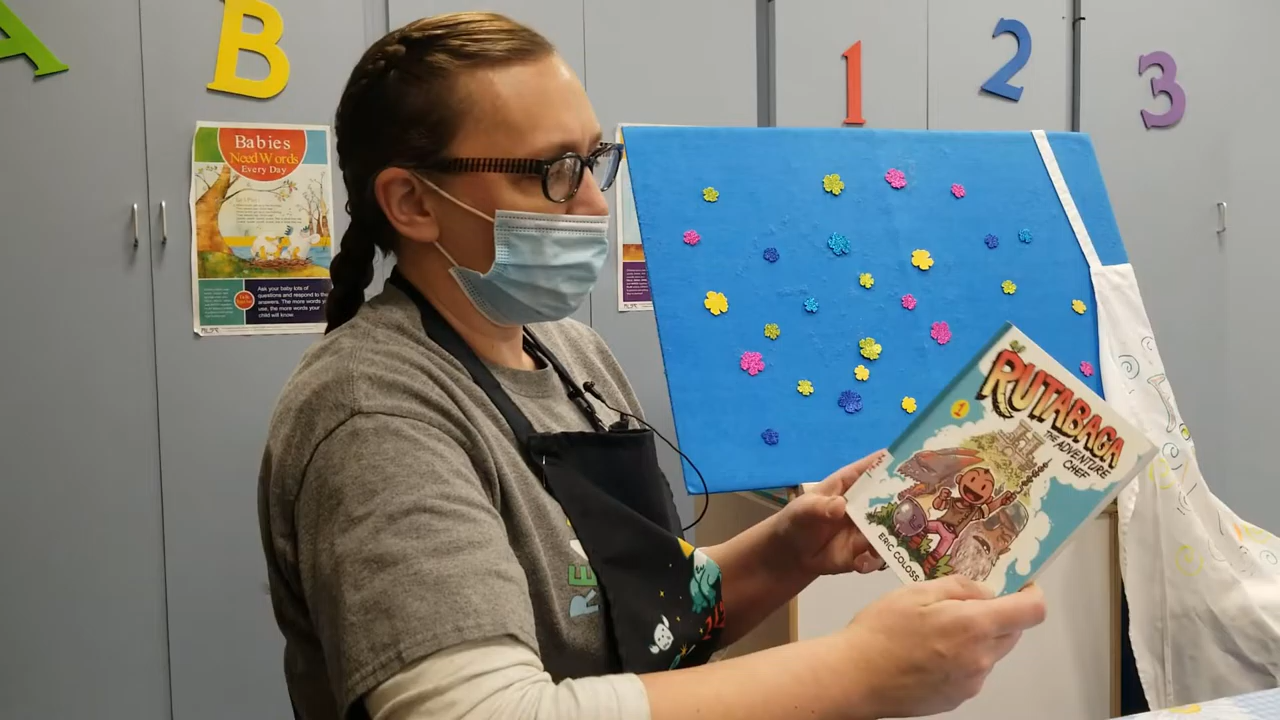 A
B
1
2
3
Babies
Need Words
Every Day
Ask your baby lots of
questions and respond to the
answers. The more words y
use, the more words your
child will know.
1
RUTABAGA
THE ADVENTURE
CHEF
ERIC COLOSS
REA